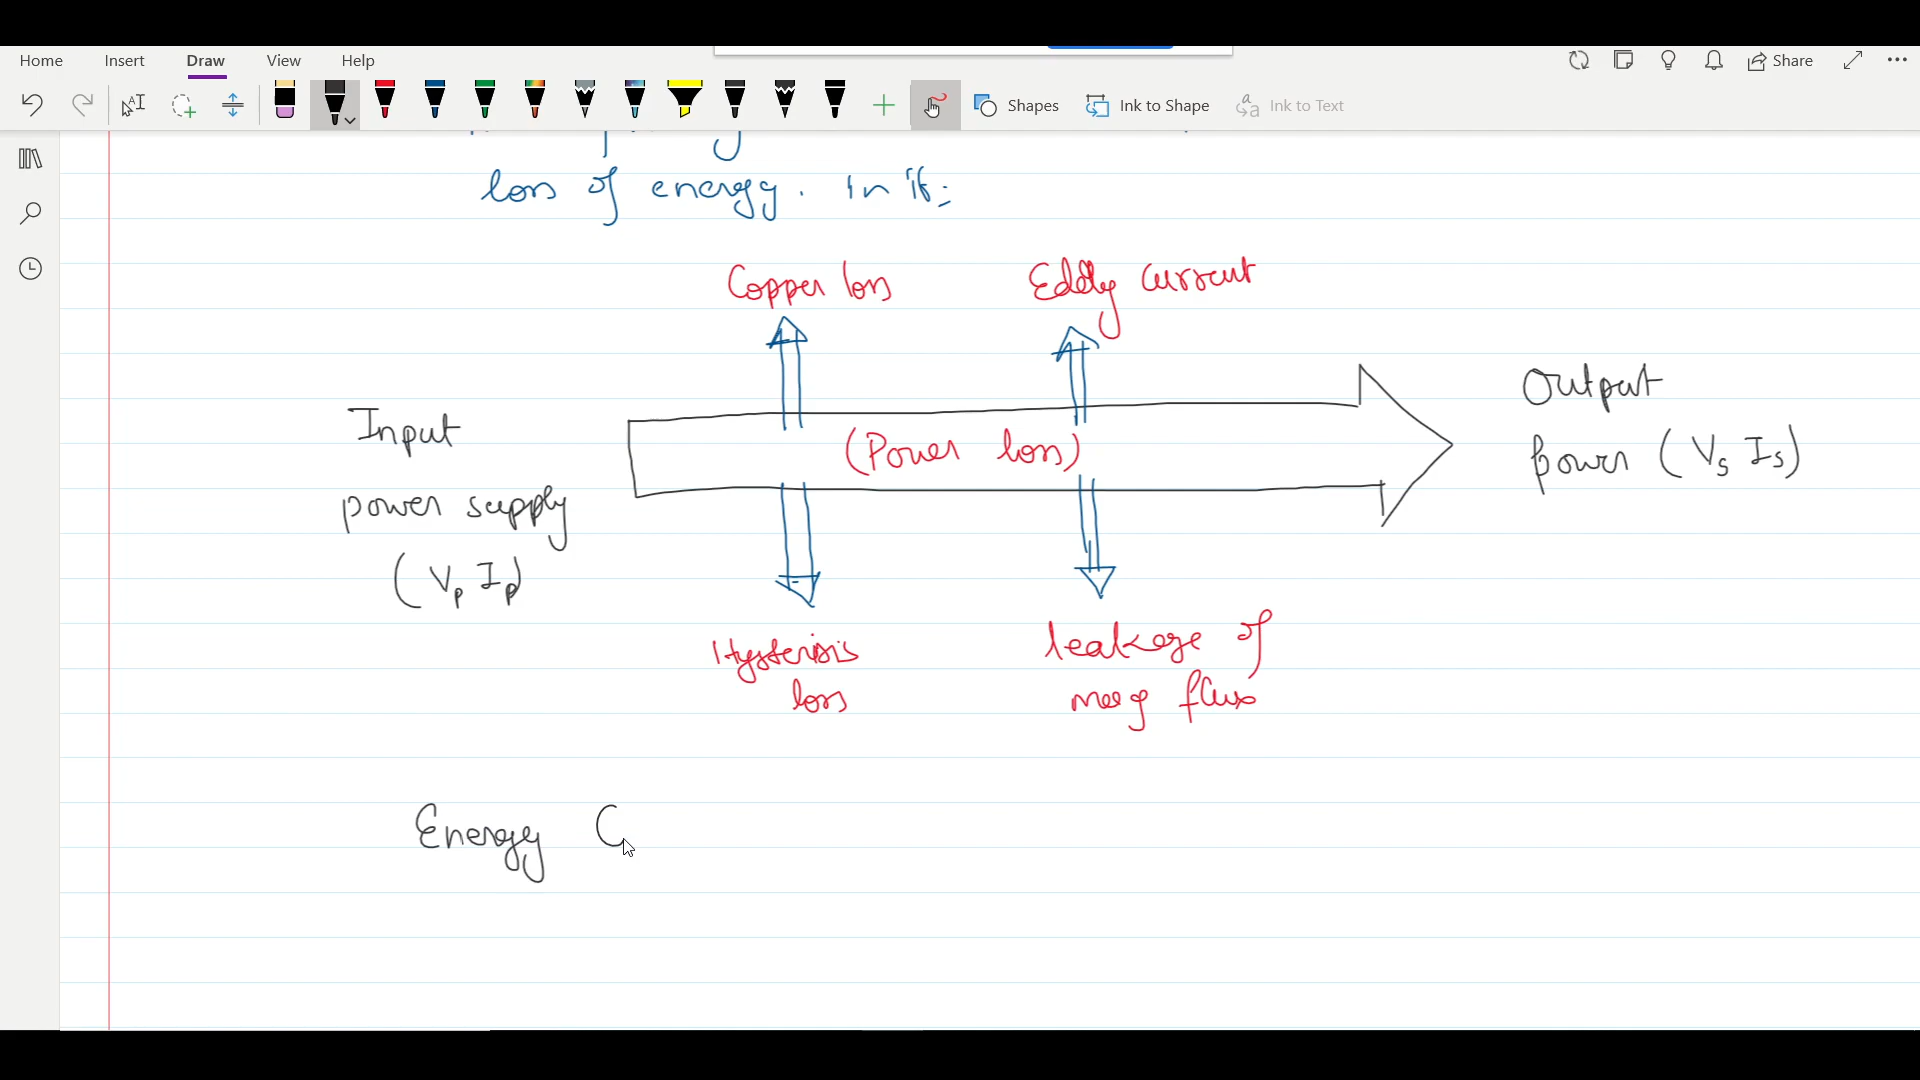 Home Insert Draw View Help
Share
Shapes Ink to Shape Ink to Text
loss of energy. In it:
Copper loss Eddy current
Input
power supply
(Vp Ip)
(Power loss)
Output
power (Vs Is)
Hysterisis
loss
leakage of
mag flux
Energy C